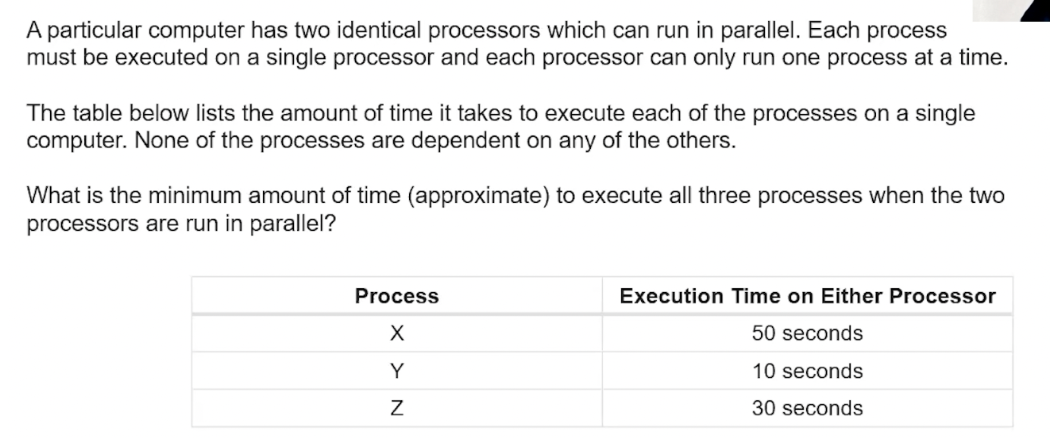 A particular computer has two identical processors which can run in parallel. Each process
must be executed on a single processor and each processor can only run one process at a time.
The table below lists the amount of time it takes to execute each of the processes on a single
computer. None of the processes are dependent on any of the others.
What is the minimum amount of time (approximate) to execute all three processes when the two
processors are run in parallel?
Process Execution Time on Either Processor
X 50 seconds
Y 10 seconds
Z 30 seconds